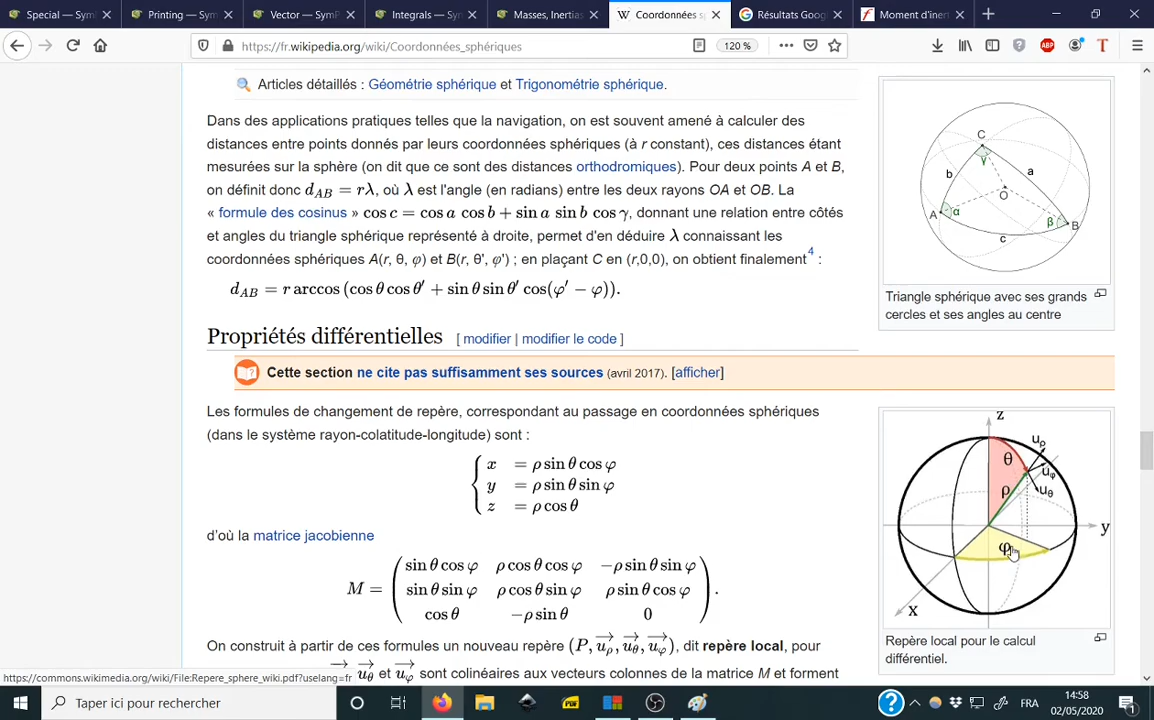 Special — SymI
Printing — Sym
Vector — SymP
Integrals — Sym
Masses, Inertias
Coordonnées sp
Résultats Goog
Moment d'iner
https://fr.wikipedia.org/wiki/Coordonnées_sphériques
120 %
ABP
T
Articles détaillés : Géométrie sphérique et Trigonométrie sphérique.
Dans des applications pratiques telles que la navigation, on est souvent amené à calculer des
distances entre points donnés par leurs coordonnées sphériques (à r constant), ces distances étant
mesurées sur la sphère (on dit que ce sont des distances orthodromiques). Pour deux points A et B,
on définit donc d_AB = rλ, où λ est l'angle (en radians) entre les deux rayons OA et OB. La
« formule des cosinus » cos c = cos a cos b + sin a sin b cos γ, donnant une relation entre côtés
et angles du triangle sphérique représenté à droite, permet d'en déduire λ connaissant les
coordonnées sphériques A(r, θ, φ) et B(r, θ', φ') ; en plaçant C en (r,0,0), on obtient finalement 4 :
d_AB = r arccos (cos θ cos θ′ + sin θ sin θ′ cos(φ′ − φ)).
C
γ
b
a
O
A
α
β
B
c
Triangle sphérique avec ses grands
cercles et ses angles au centre
Propriétés différentielles [ modifier | modifier le code ]
Cette section ne cite pas suffisamment ses sources (avril 2017). [afficher]
Les formules de changement de repère, correspondant au passage en coordonnées sphériques
(dans le système rayon-colatitude-longitude) sont :
x = ρ sin θ cos φ
y = ρ sin θ sin φ
z = ρ cos θ
d'où la matrice jacobienne
sin θ cos φ ρ cos θ cos φ −ρ sin θ sin φ
M = sin θ sin φ ρ cos θ sin φ ρ sin θ cos φ .
cos θ −ρ sin θ 0
On construit à partir de ces formules un nouveau repère (P, u_ρ, u_θ, u_φ), dit repère local, pour
u_θ et u_φ sont colinéaires aux vecteurs colonnes de la matrice M et forment
z
θ
uρ
uφ
ρ
uθ
y
φ
x
Repère local pour le calcul
différentiel.
https://commons.wikimedia.org/wiki/File:Repere_sphere_wiki.pdf?uselang=fr
Taper ici pour rechercher
FRA
14:58
02/05/2020
1